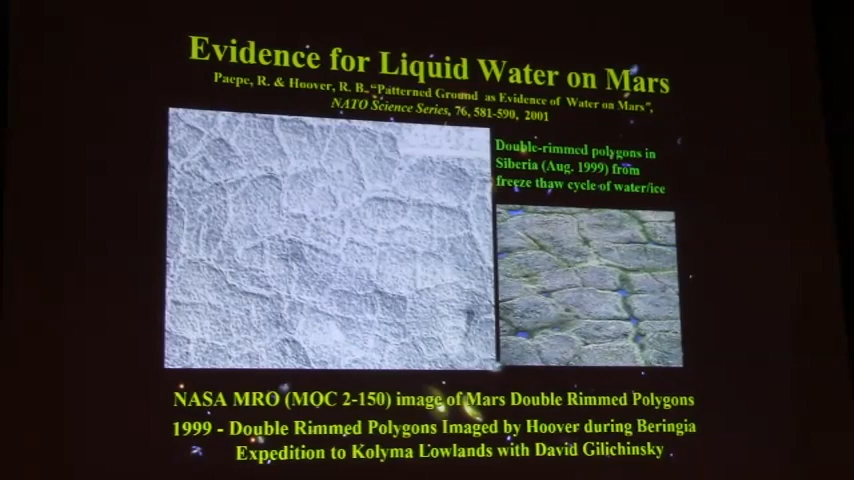 Evidence for Liquid Water on Mars
Paepe, R. & Hoover, R. B. "Patterned Ground as Evidence of Water on Mars",
NATO Science Series, 76, 581-590, 2001
Double-rimmed polygons in
Siberia (Aug. 1999) from
freeze thaw cycle of water/ice
NASA MRO (MOC 2-150) image of Mars Double Rimmed Polygons
1999 - Double Rimmed Polygons Imaged by Hoover during Beringia
Expedition to Kolyma Lowlands with David Gilichinsky